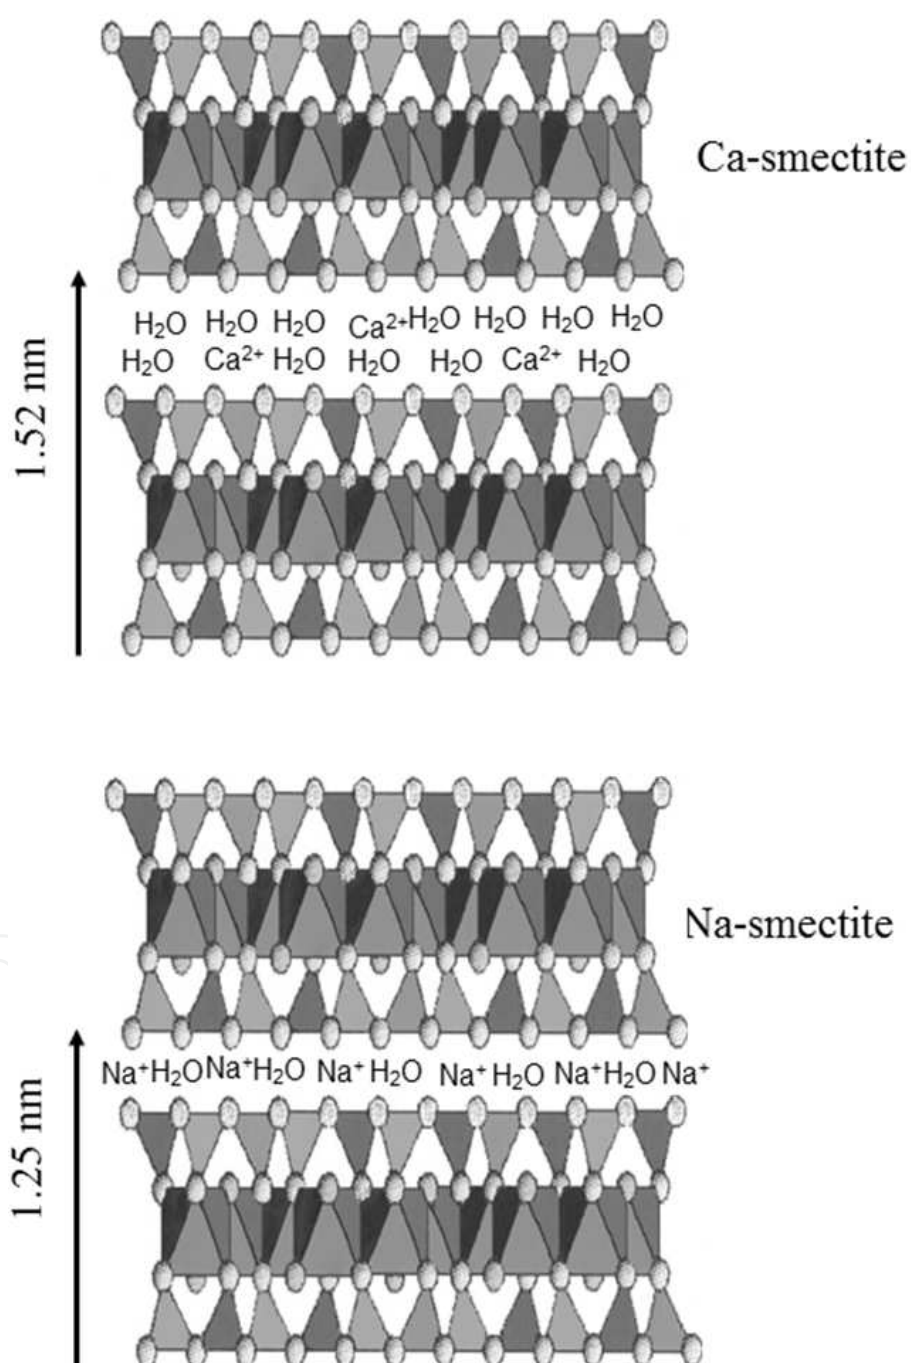 Ca-smectite
H₂O H₂O H₂O Ca²⁺H₂O H₂O H₂O H₂O
H₂O Ca²⁺ H₂O H₂O H₂O Ca²⁺ H₂O
1.52 nm
Na-smectite
Na⁺H₂ONa⁺H₂O Na⁺H₂O Na⁺H₂O Na⁺H₂O Na⁺
1.25 nm